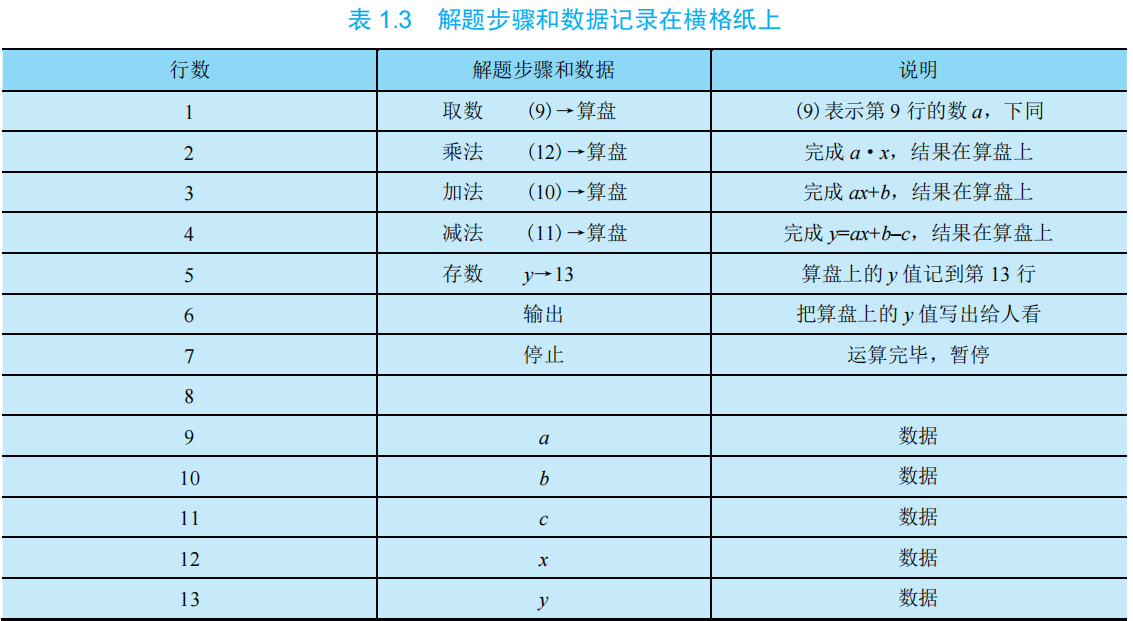 表 1.3 解题步骤和数据记录在横格纸上
行数 解题步骤和数据 说明
1 取数 (9)→算盘 (9)表示第 9 行的数 a，下同
2 乘法 (12)→算盘 完成 a·x，结果在算盘上
3 加法 (10)→算盘 完成 ax+b，结果在算盘上
4 减法 (11)→算盘 完成 y=ax+b–c，结果在算盘上
5 存数 y→13 算盘上的 y 值记到第 13 行
6 输出 把算盘上的 y 值写出给人看
7 停止 运算完毕，暂停
8
9 a 数据
10 b 数据
11 c 数据
12 x 数据
13 y 数据